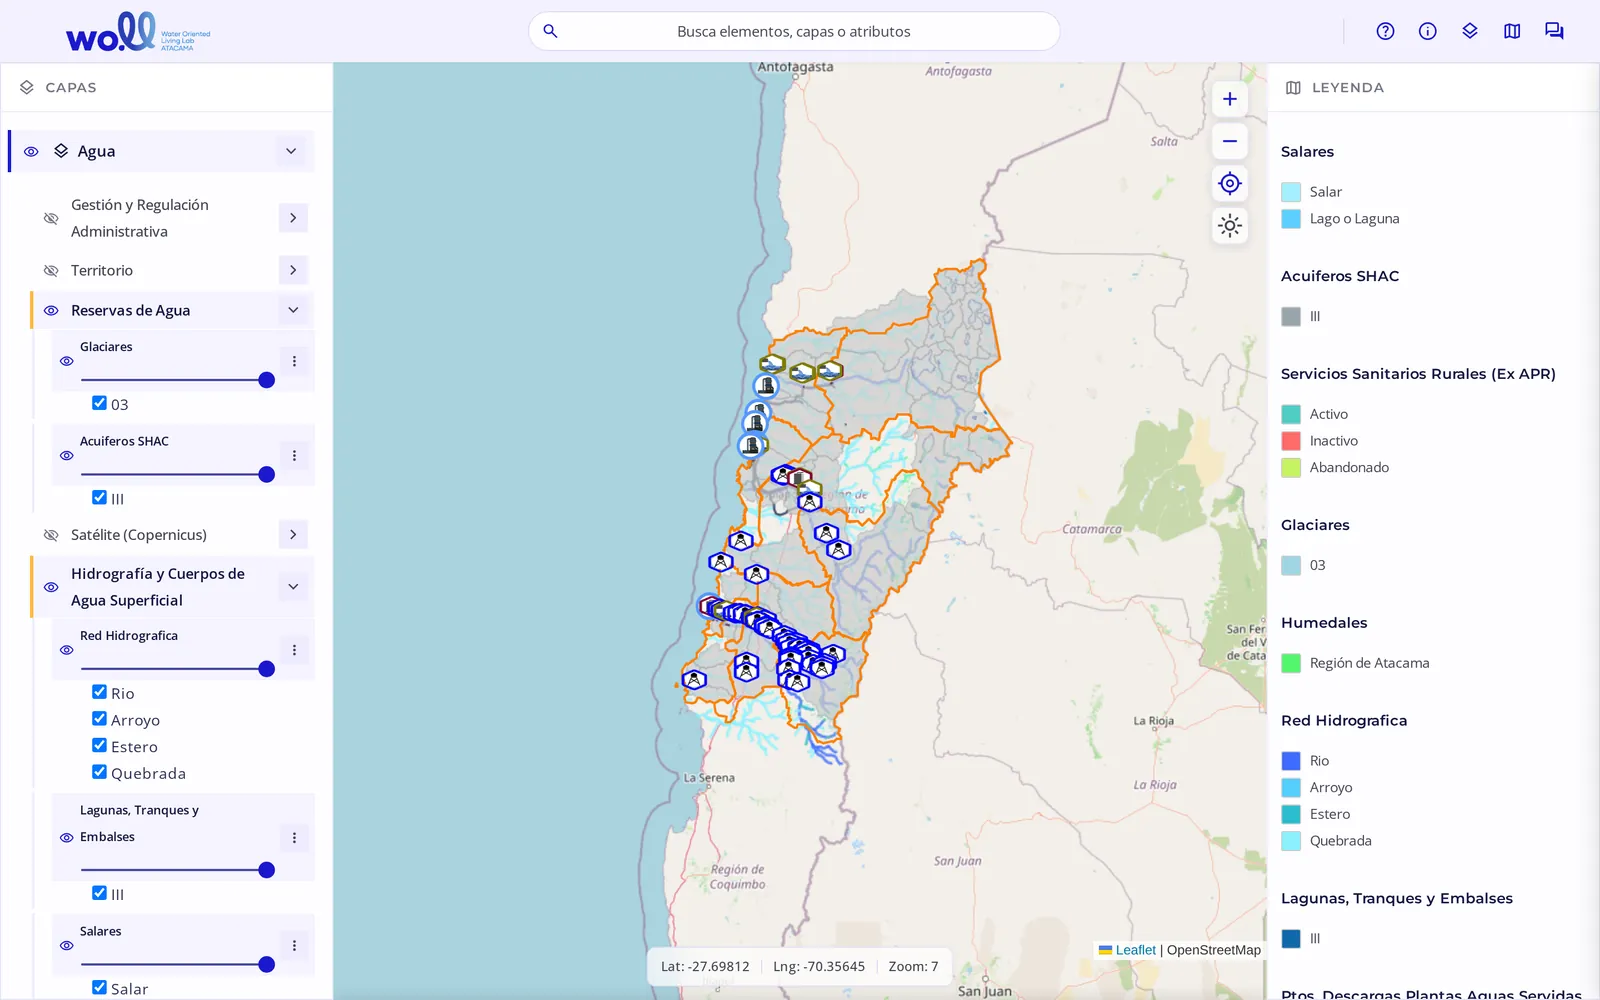 wo.ll
Water Oriented
Living Lab
ATACAMA
Busca elementos, capas o atributos
CAPAS
Agua
Gestión y Regulación
Administrativa
Territorio
Reservas de Agua
Glaciares
03
Acuiferos SHAC
III
Satélite (Copernicus)
Hidrografía y Cuerpos de
Agua Superficial
Red Hidrografica
Rio
Arroyo
Estero
Quebrada
Lagunas, Tranques y
Embalses
III
Salares
Salar
Antofagasta
Antofagasta
Salta
Catamarca
La Rioja
La Rioja
La Serena
San Juan
Región de
Coquimbo
San Juan
+
−
Leaflet | OpenStreetMap
Lat: -27.69812
Lng: -70.35645
Zoom: 7
LEYENDA
Salares
Salar
Lago o Laguna
Acuiferos SHAC
III
Servicios Sanitarios Rurales (Ex APR)
Activo
Inactivo
Abandonado
Glaciares
03
Humedales
Región de Atacama
Red Hidrografica
Rio
Arroyo
Estero
Quebrada
Lagunas, Tranques y Embalses
III
Ptos. Descargas Plantas Aguas Servidas